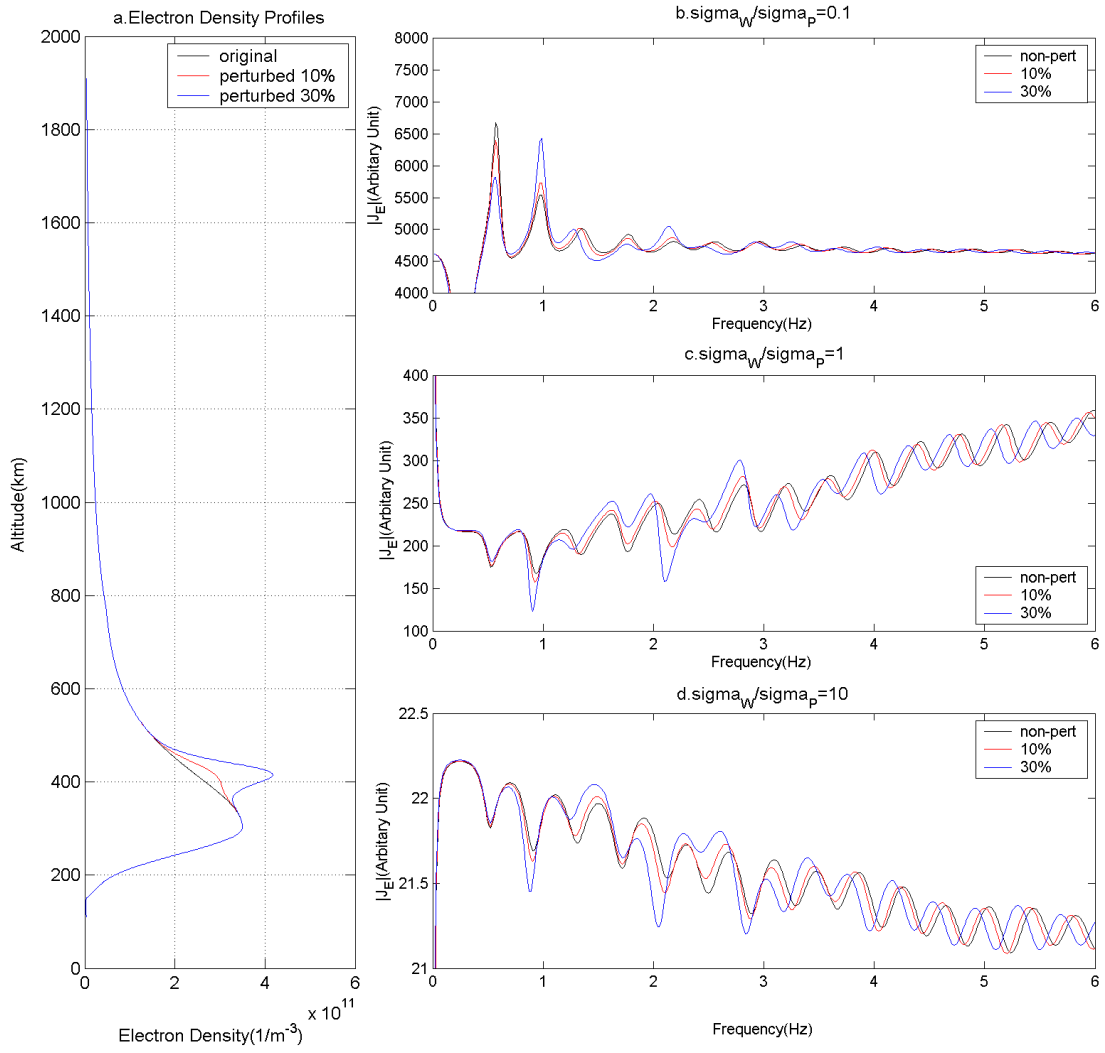 a.Electron Density Profiles
2000
1800
1600
1400
1200
1000
800
600
400
200
0
Altitude(km)
original
perturbed 10%
perturbed 30%
0 2 4 6
x 10^11
Electron Density(1/m^-3)
b.sigma_W/sigma_P=0.1
8000
7500
7000
6500
6000
5500
5000
4500
4000
|J_E|(Arbitary Unit)
non-pert
10%
30%
0 1 2 3 4 5 6
Frequency(Hz)
c.sigma_W/sigma_P=1
400
350
300
250
200
150
100
|J_E|(Arbitary Unit)
non-pert
10%
30%
0 1 2 3 4 5 6
Frequency(Hz)
d.sigma_W/sigma_P=10
22.5
22
21.5
21
|J_E|(Arbitary Unit)
non-pert
10%
30%
0 1 2 3 4 5 6
Frequency(Hz)